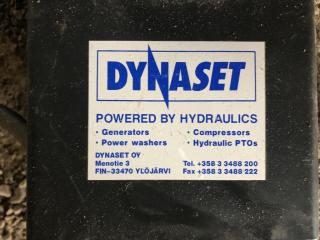 DYNASET
POWERED BY HYDRAULICS
• Generators • Compressors
• Power washers • Hydraulic PTOs
DYNASET OY
Menotie 3 Tel. +358 3 3488 200
FIN-33470 YLÖJÄRVI Fax +358 3 3488 222